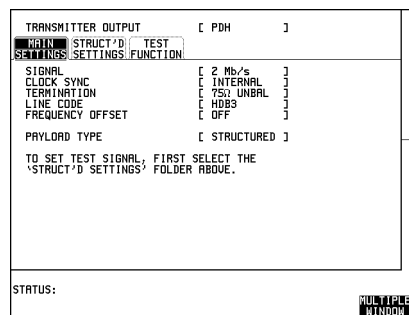 TRANSMITTER OUTPUT [ PDH ]
MAIN STRUCT'D TEST
SETTINGS SETTINGS FUNCTION
SIGNAL [ 2 Mb/s ]
CLOCK SYNC [ INTERNAL ]
TERMINATION [ 75Ω UNBAL ]
LINE CODE [ HDB3 ]
FREQUENCY OFFSET [ OFF ]
PAYLOAD TYPE [ STRUCTURED ]
TO SET TEST SIGNAL, FIRST SELECT THE
'STRUCT'D SETTINGS' FOLDER ABOVE.
STATUS:
MULTIPLE
WINDOW